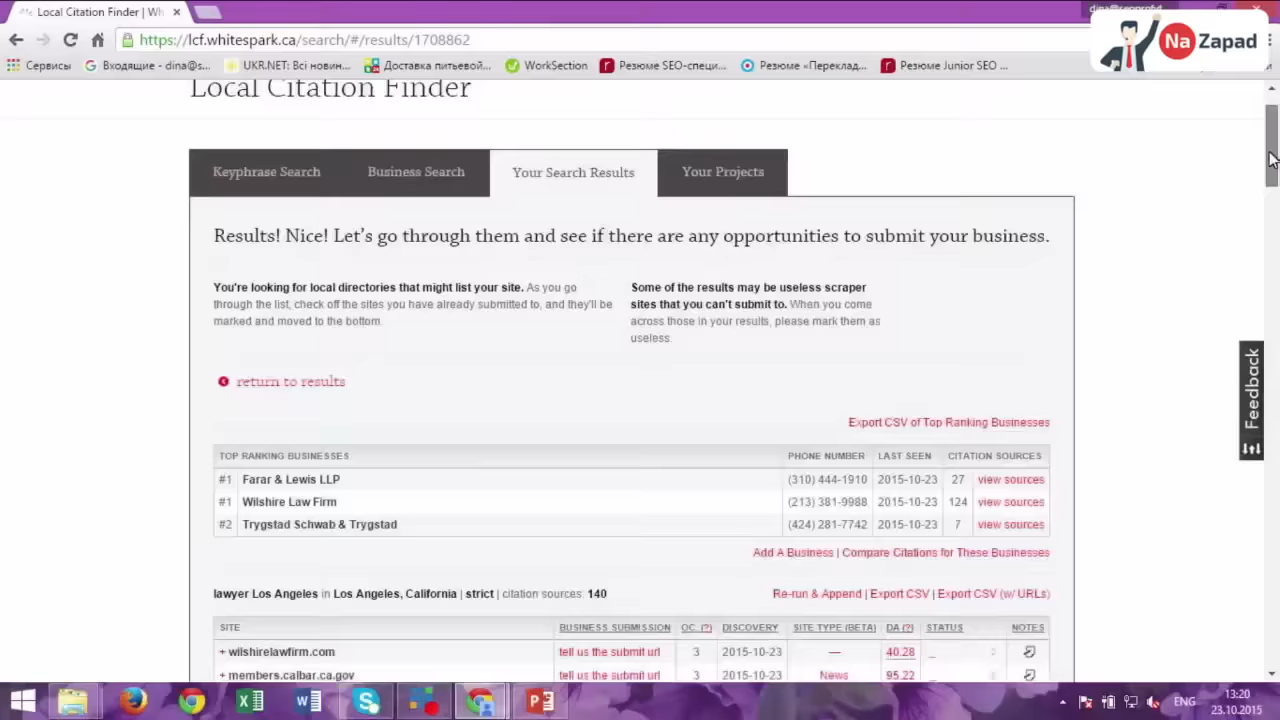 Local Citation Finder | Wh
dina@seoprofy
Na Zapad
https://lcf.whitespark.ca/search/#/results/1708862
Сервисы
Входящие - dina@s...
UKR.NET: Всі новин...
Доставка питьевой...
WorkSection
Резюме SEO-специ...
Резюме «Переклад...
Резюме Junior SEO ...
Local Citation Finder
Keyphrase Search
Business Search
Your Search Results
Your Projects
Results! Nice! Let's go through them and see if there are any opportunities to submit your business.
You're looking for local directories that might list your site. As you go
through the list, check off the sites you have already submitted to, and they'll be
marked and moved to the bottom.
Some of the results may be useless scraper
sites that you can't submit to. When you come
across those in your results, please mark them as
useless.
return to results
Feedback
Export CSV of Top Ranking Businesses
TOP RANKING BUSINESSES PHONE NUMBER LAST SEEN CITATION SOURCES
#1 Farar & Lewis LLP (310) 444-1910 2015-10-23 27 view sources
#1 Wilshire Law Firm (213) 381-9988 2015-10-23 124 view sources
#2 Trygstad Schwab & Trygstad (424) 281-7742 2015-10-23 7 view sources
Add A Business | Compare Citations for These Businesses
lawyer Los Angeles in Los Angeles, California | strict | citation sources: 140
Re-run & Append | Export CSV | Export CSV (w/ URLs)
SITE BUSINESS SUBMISSION OC. (?) DISCOVERY SITE TYPE (BETA) DA (?) STATUS NOTES
+ wilshirelawfirm.com tell us the submit url 3 2015-10-23 — 40.28
+ members.calbar.ca.gov tell us the submit url 3 2015-10-23 News 95.22
ENG
13:20
23.10.2015